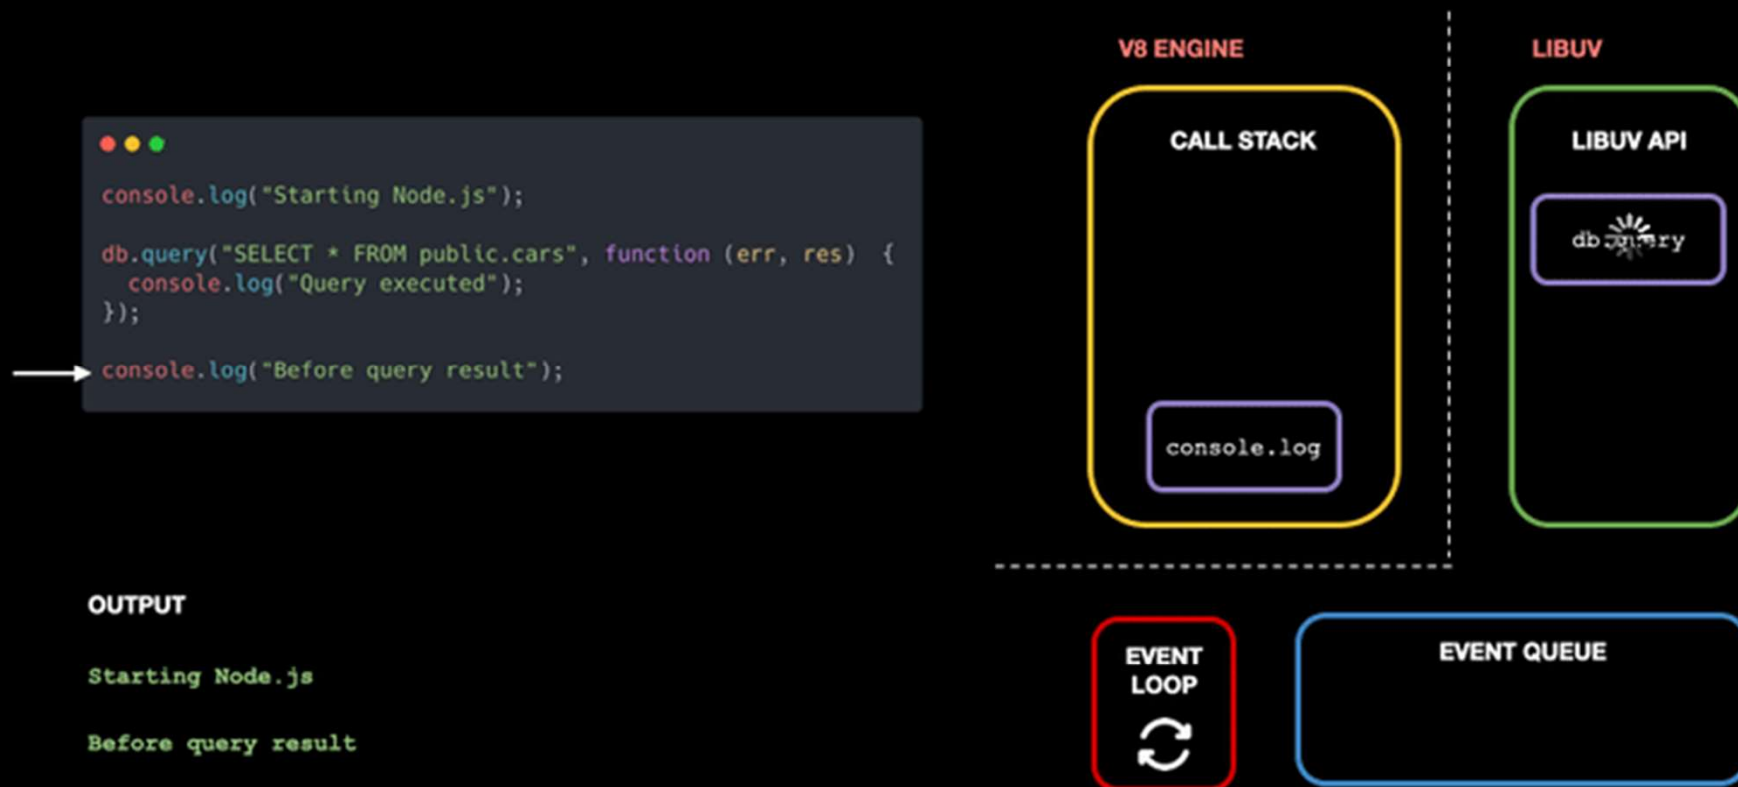 console.log("Starting Node.js");
db.query("SELECT * FROM public.cars", function (err, res)  {
  console.log("Query executed");
});
console.log("Before query result");
OUTPUT
Starting Node.js
Before query result
V8 ENGINE
CALL STACK
console.log
LIBUV
LIBUV API
db.query
EVENT
LOOP
EVENT QUEUE